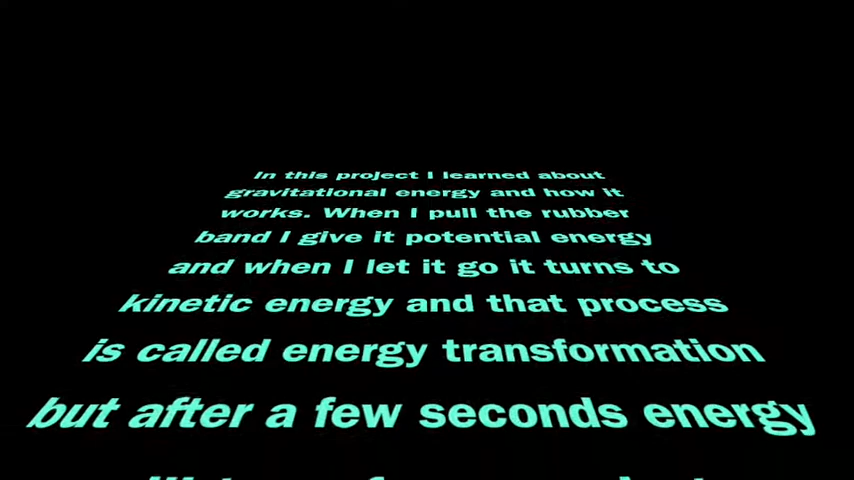 In this project I learned about
gravitational energy and how it
works. When I pull the rubber
band I give it potential energy
and when I let it go it turns to
kinetic energy and that process
is called energy transformation
but after a few seconds energy